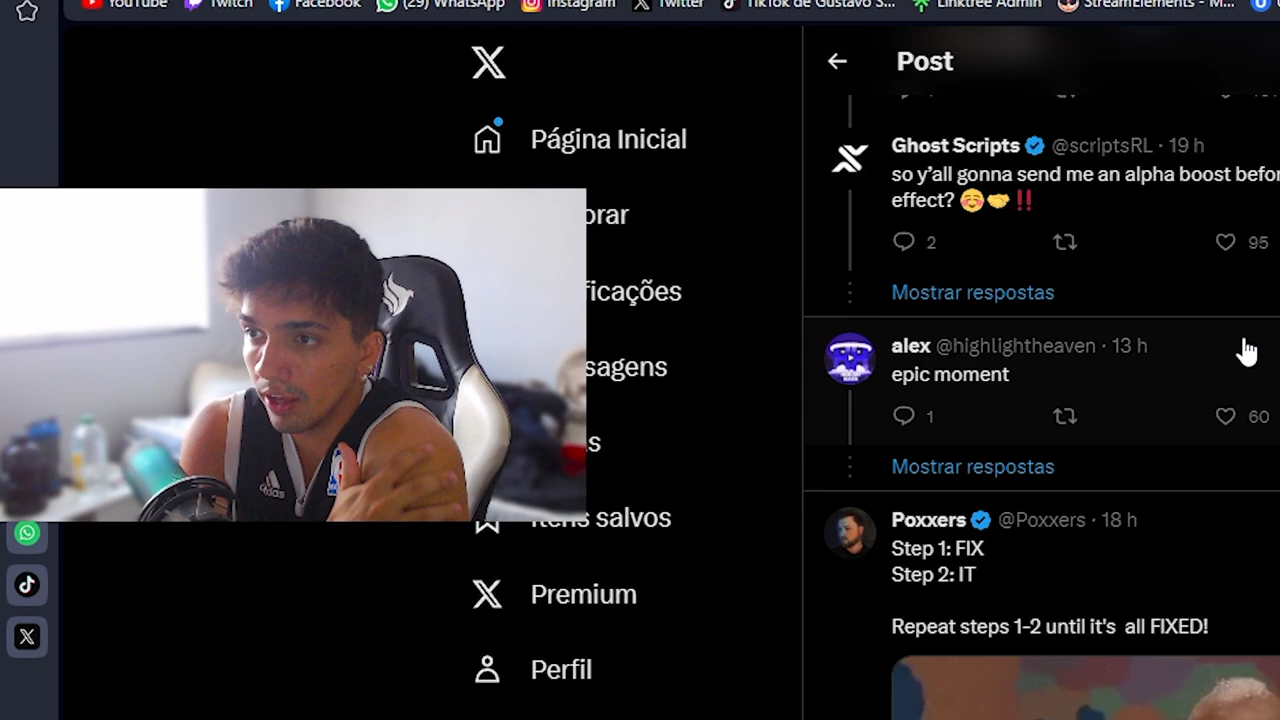 YouTube
Twitch
Facebook
(29) WhatsApp
Instagram
Twitter
TikTok de Gustavo S...
Linktree Admin
StreamElements - M...
Post
Página Inicial
Ghost Scripts @scriptsRL · 19 h
so y'all gonna send me an alpha boost
effect? ☺️🤝‼️
2
95
Mostrar respostas
orar
ficações
sagens
s
alex @highlightheaven · 13 h
epic moment
1
60
Mostrar respostas
adidas
Itens salvos
Premium
Perfil
Poxxers @Poxxers · 18 h
Step 1: FIX
Step 2: IT
Repeat steps 1-2 until it's all FIXED!